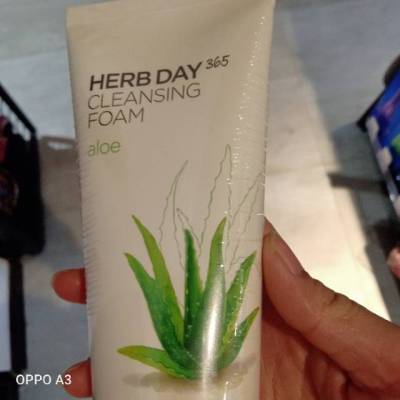 HERB DAY 365
CLEANSING
FOAM
aloe
OPPO A3